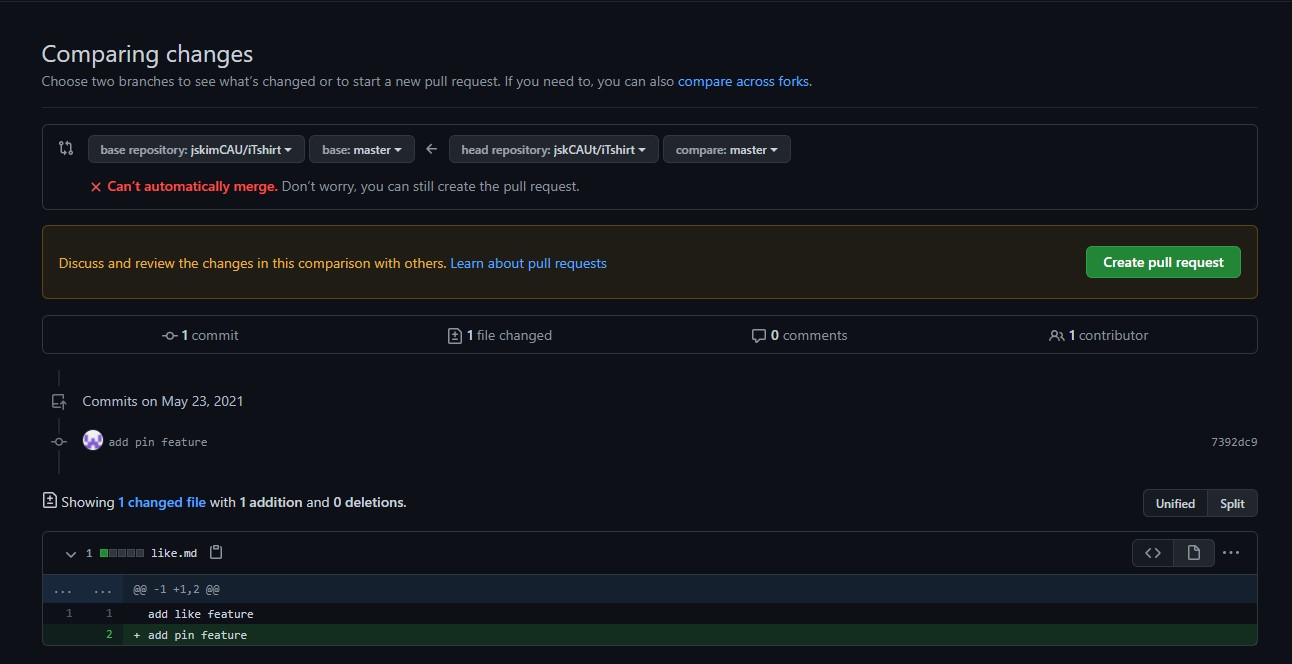 Comparing changes
Choose two branches to see what's changed or to start a new pull request. If you need to, you can also compare across forks.
base repository: jskimCAU/iTshirt base: master ← head repository: jskCAUt/iTshirt compare: master
Can't automatically merge. Don't worry, you can still create the pull request.
Discuss and review the changes in this comparison with others. Learn about pull requests Create pull request
1 commit 1 file changed 0 comments 1 contributor
Commits on May 23, 2021
add pin feature 7392dc9
Showing 1 changed file with 1 addition and 0 deletions. Unified Split
1 like.md
... ... @@ -1 +1,2 @@
1 1 add like feature
2 + add pin feature